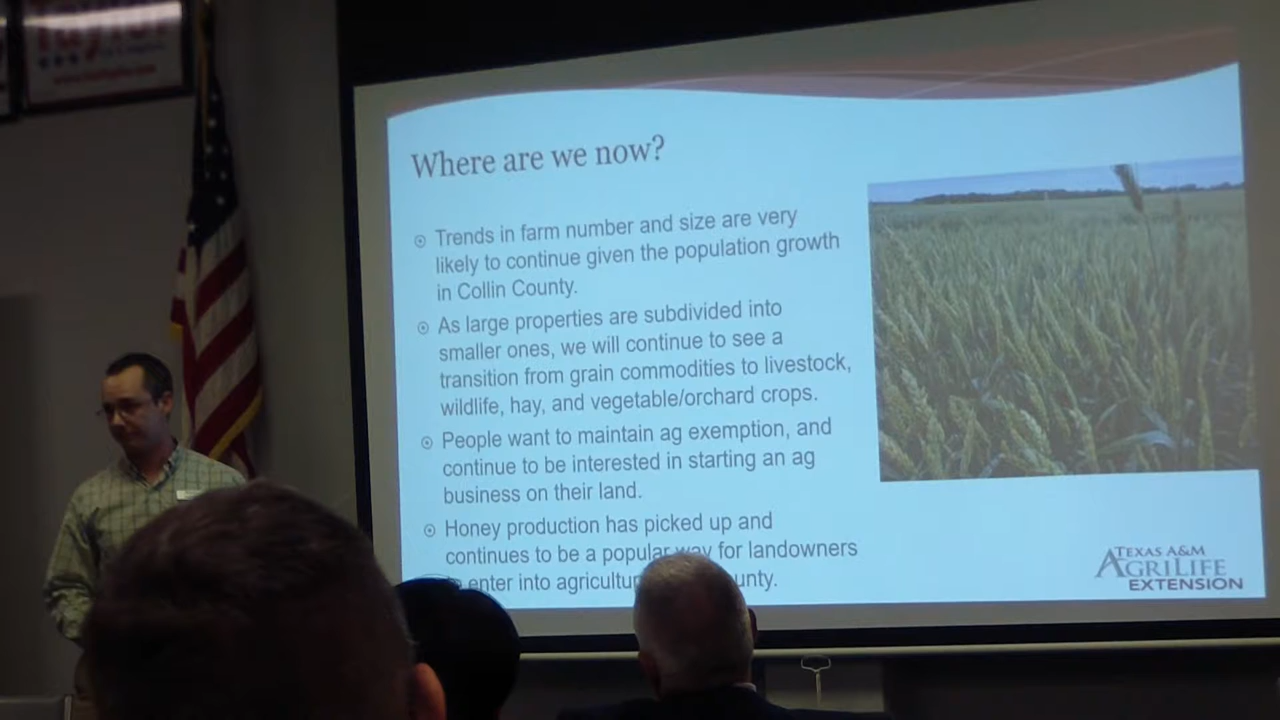 Where are we now?
Trends in farm number and size are very
likely to continue given the population growth
in Collin County.
As large properties are subdivided into
smaller ones, we will continue to see a
transition from grain commodities to livestock,
wildlife, hay, and vegetable/orchard crops.
People want to maintain ag exemption, and
continue to be interested in starting an ag
business on their land.
Honey production has picked up and
continues to be a popular way for landowners
enter into
TEXAS A&M
AGRILIFE
EXTENSION